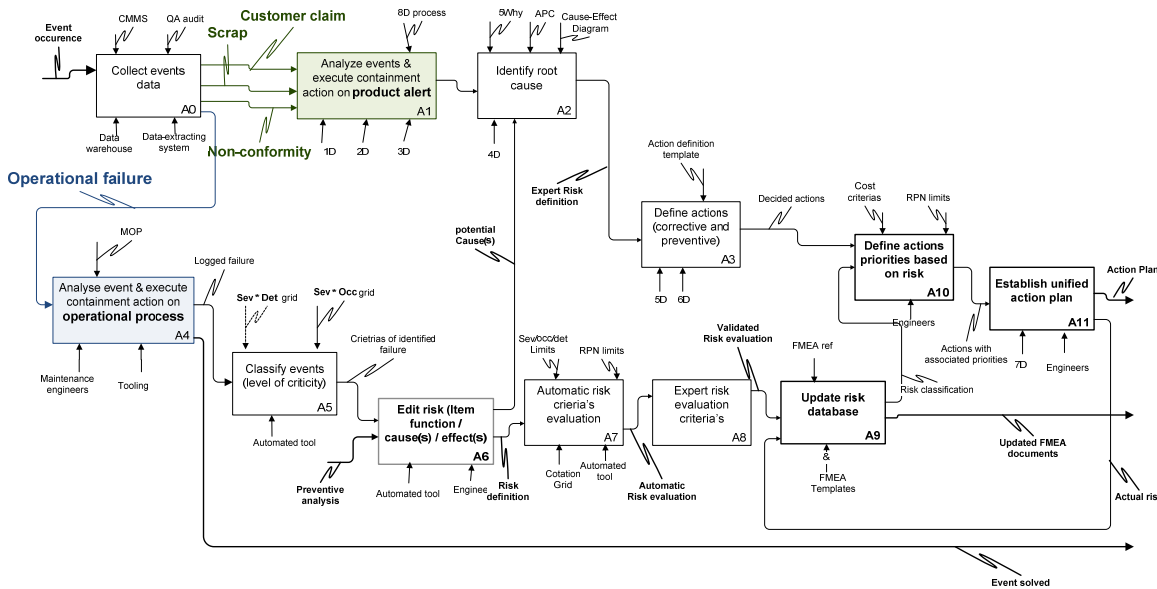 Event
occurence
CMMS
QA audit
Customer claim
Scrap
Collect events
data
A0
Data
warehouse
Data-extracting
system
Non-conformity
8D process
Analyze events &
execute containment
action on product alert
A1
1D
2D
3D
5Why
APC
Cause-Effect
Diagram
Identify root
cause
A2
4D
Expert Risk
definition
Operational failure
MOP
Logged failure
Analyse event & execute
containment action on
operational process
A4
Maintenance
engineers
Tooling
Sev* Det grid
Sev* Occ grid
Crietrias of identified
failure
Classify events
(level of criticity)
A5
Automated tool
potential
Cause(s)
Edit risk (Item
function /
cause(s) / effect(s)
A6
Preventive
analysis
Automated tool
Enginee
Risk
definition
Action definition
template
Define actions
(corrective and
preventive)
A3
5D
6D
Decided actions
Cost
criterias
RPN limits
Define actions
priorities based
on risk
A10
Engineers
Establish unified
action plan
A11
Action Plan
Actions with
associated priorities
7D
Engineers
Sev/occ/det
Limits
RPN limits
Automatic risk
crieria's
evaluation
A7
Cotation
Grid
Automated
tool
Automatic
Risk evaluation
Expert risk
evaluation
criteria's
A8
Validated
Risk evaluation
FMEA ref
Update risk
database
A9
&
FMEA
Templates
Risk classification
Updated FMEA
documents
Actual ris
Event solved